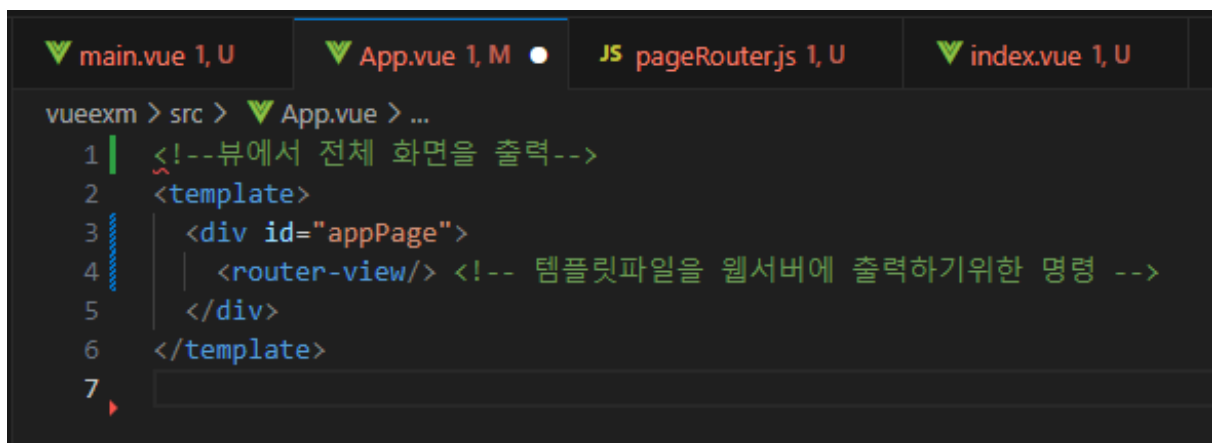 main.vue 1, U App.vue 1, M ● JS pageRouter.js 1, U index.vue 1, U
vueexm > src > App.vue > ...
1 <!--뷰에서 전체 화면을 출력-->
2 <template>
3 <div id="appPage">
4 <router-view/> <!-- 템플릿파일을 웹서버에 출력하기위한 명령 -->
5 </div>
6 </template>
7